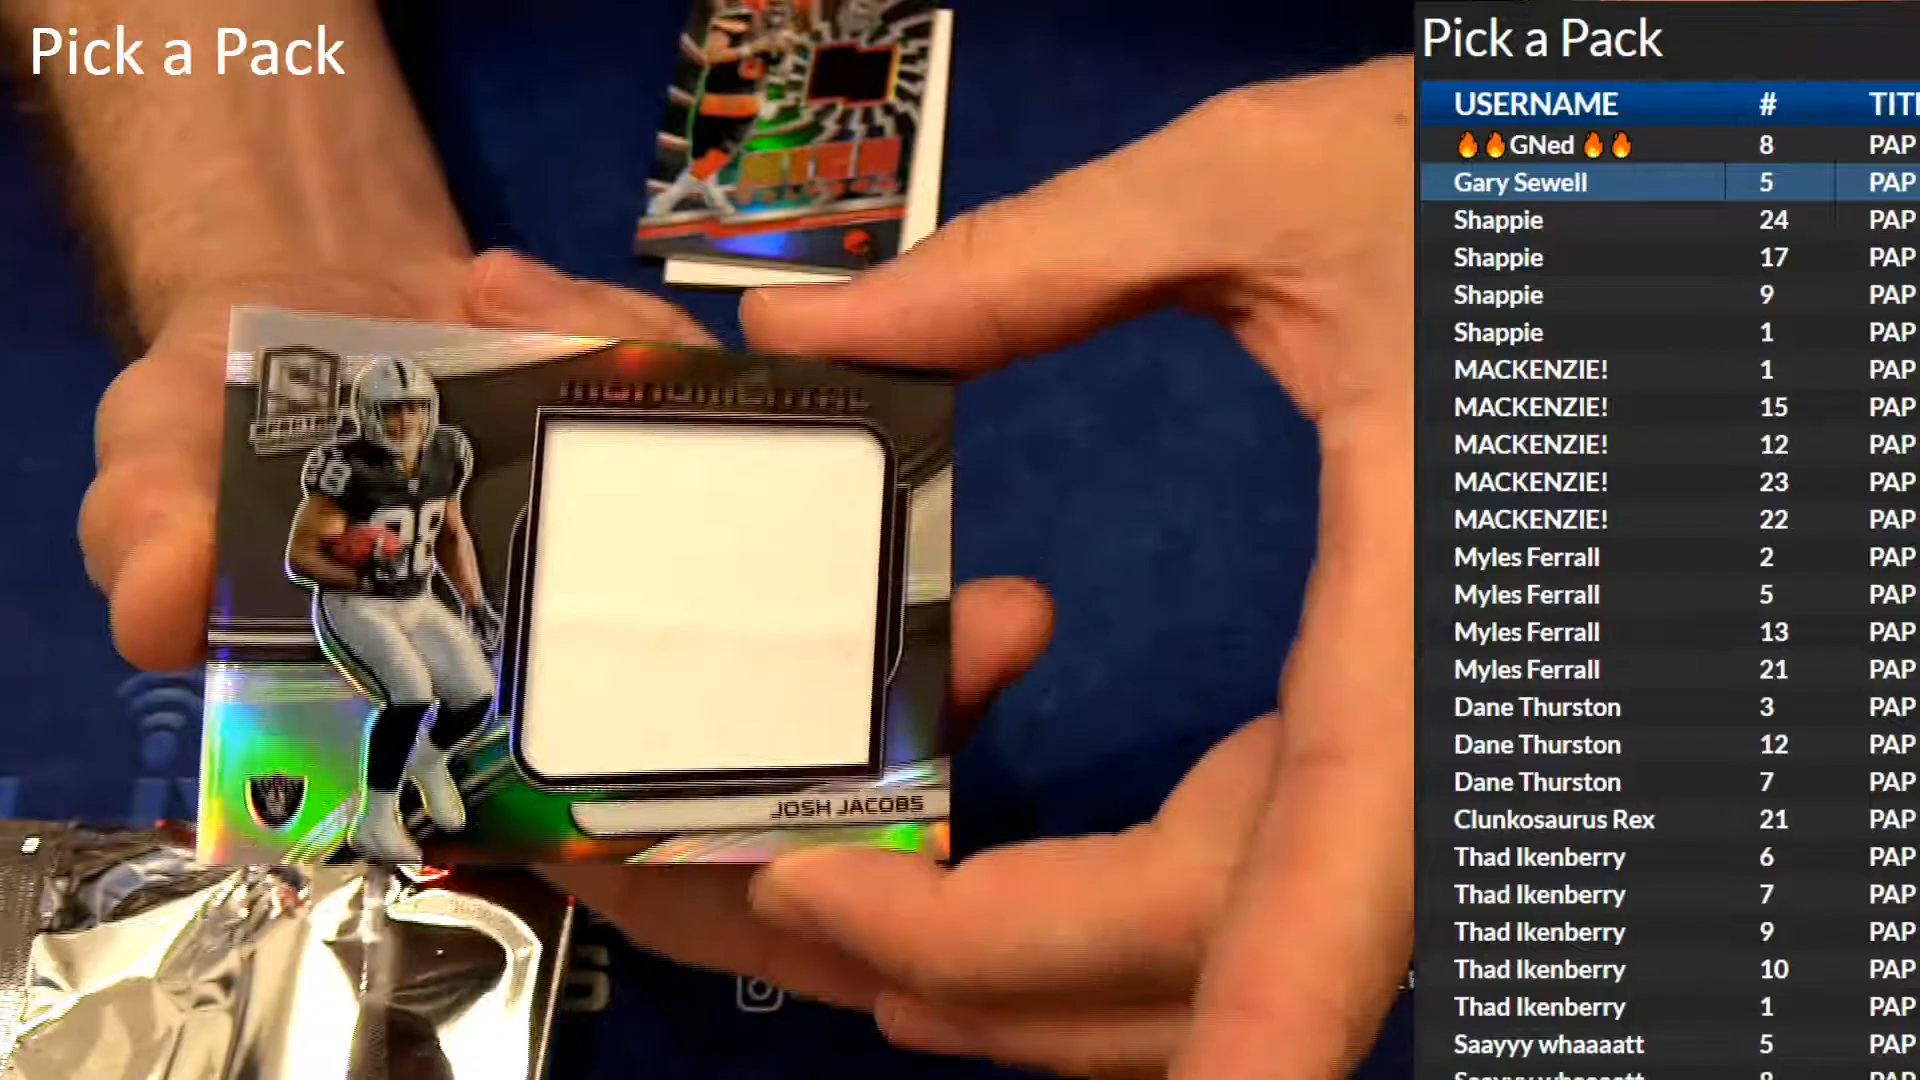 Pick a Pack
MONUMENTAL
28
JOSH JACOBS
Pick a Pack
USERNAME # TITL
🔥🔥GNed 🔥🔥 8 PAP
Gary Sewell 5 PAP
Shappie 24 PAP
Shappie 17 PAP
Shappie 9 PAP
Shappie 1 PAP
MACKENZIE! 1 PAP
MACKENZIE! 15 PAP
MACKENZIE! 12 PAP
MACKENZIE! 23 PAP
MACKENZIE! 22 PAP
Myles Ferrall 2 PAP
Myles Ferrall 5 PAP
Myles Ferrall 13 PAP
Myles Ferrall 21 PAP
Dane Thurston 3 PAP
Dane Thurston 12 PAP
Dane Thurston 7 PAP
Clunkosaurus Rex 21 PAP
Thad Ikenberry 6 PAP
Thad Ikenberry 7 PAP
Thad Ikenberry 9 PAP
Thad Ikenberry 10 PAP
Thad Ikenberry 1 PAP
Saayyy whaaaatt 5 PAP